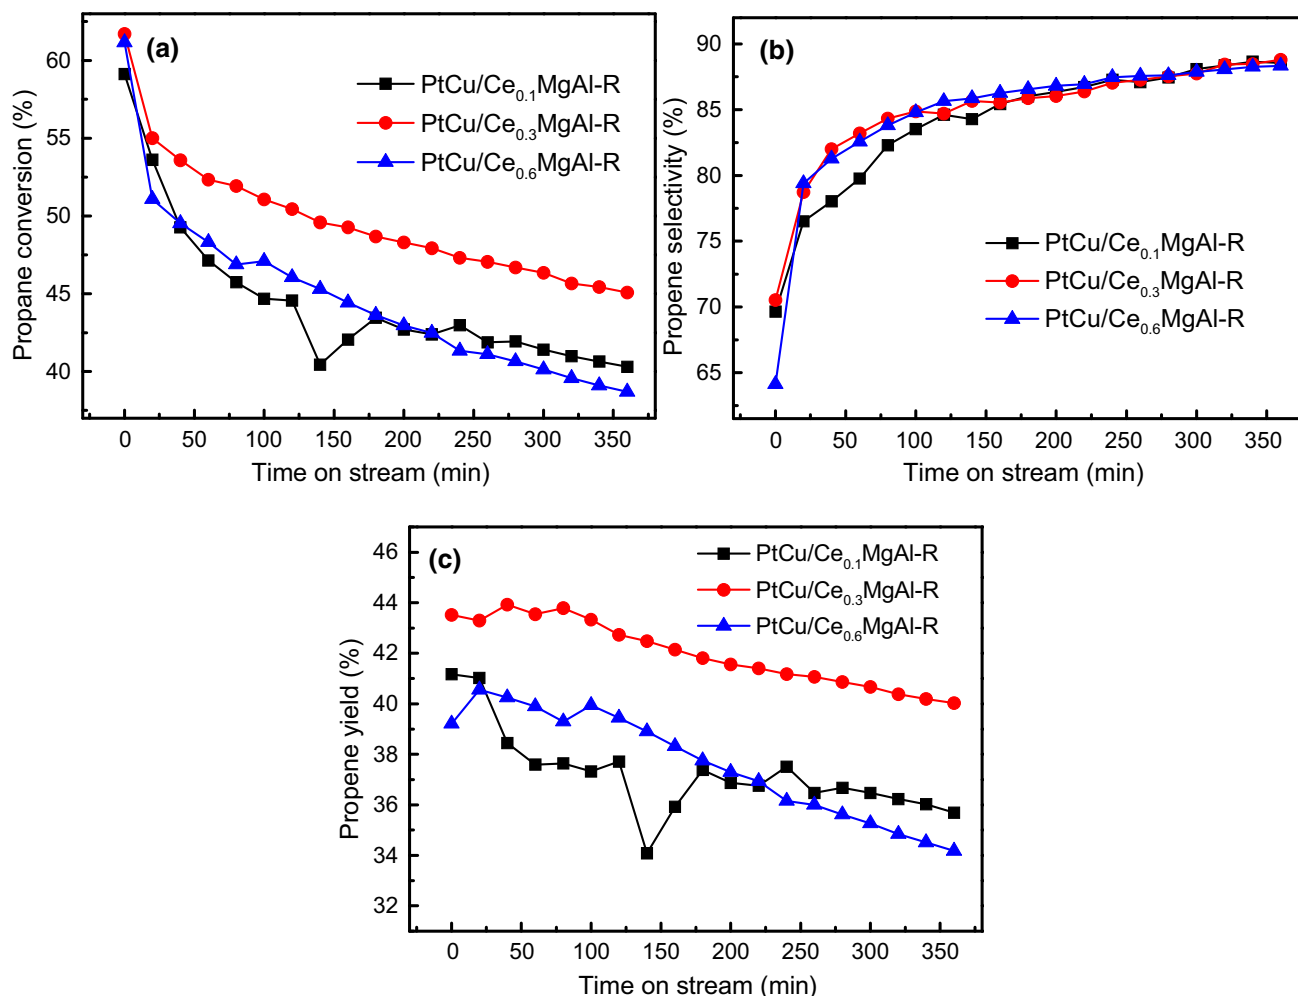 (a)
PtCu/Ce0.1MgAl-R
PtCu/Ce0.3MgAl-R
PtCu/Ce0.6MgAl-R
Propane conversion (%)
60
55
50
45
40
0 50 100 150 200 250 300 350
Time on stream (min)
(b)
PtCu/Ce0.1MgAl-R
PtCu/Ce0.3MgAl-R
PtCu/Ce0.6MgAl-R
Propene selectivity (%)
90
85
80
75
70
65
0 50 100 150 200 250 300 350
Time on stream (min)
(c)
PtCu/Ce0.1MgAl-R
PtCu/Ce0.3MgAl-R
PtCu/Ce0.6MgAl-R
Propene yield (%)
46
44
42
40
38
36
34
32
0 50 100 150 200 250 300 350
Time on stream (min)